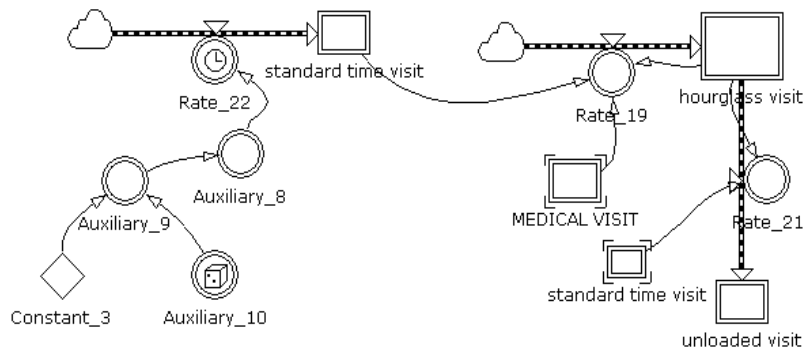 standard time visit
hourglass visit
Rate_22
Rate_19
Auxiliary_8
MEDICAL VISIT
Auxiliary_9
Rate_21
standard time visit
Constant_3
Auxiliary_10
unloaded visit